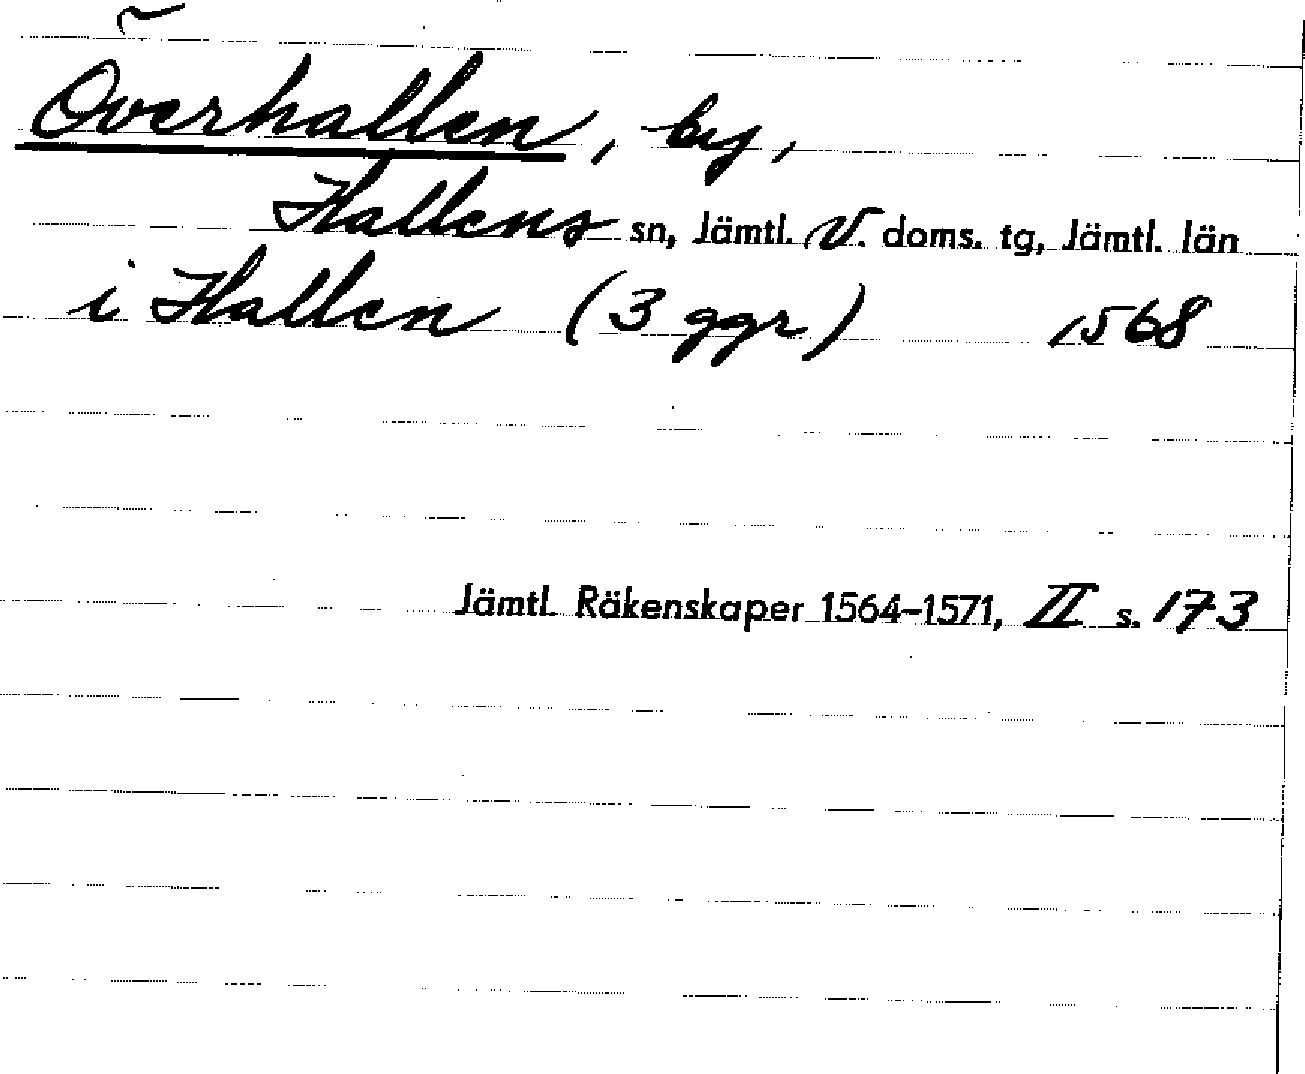 Överhallen, by,
Hallens sn, Jämtl. V. doms. tg, Jämtl. län
i Hallen (3 ggr) 1568
Jämtl. Räkenskaper 1564-1571, II s. 173